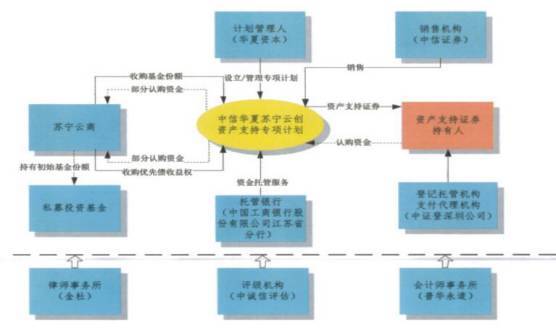 计划管理人
(华夏资本)
销售机构
(中信证券)
收购基金份额
设立/管理专项计划
销售
部分认购资金
苏宁云商
中信华夏苏宁云创
资产支持专项计划
资产支持证券
资产支持证券
持有人
认购资金
部分认购资金
持有初始基金份额
收购优先债收益权
资金托管服务
私募投资基金
托管银行
(中国工商银行股
份有限公司江苏省
分行)
登记托管机构
支付代理机构
(中证登深圳公司)
律师事务所
(金杜)
评级机构
(中诚信评估)
会计师事务所
(普华永道)